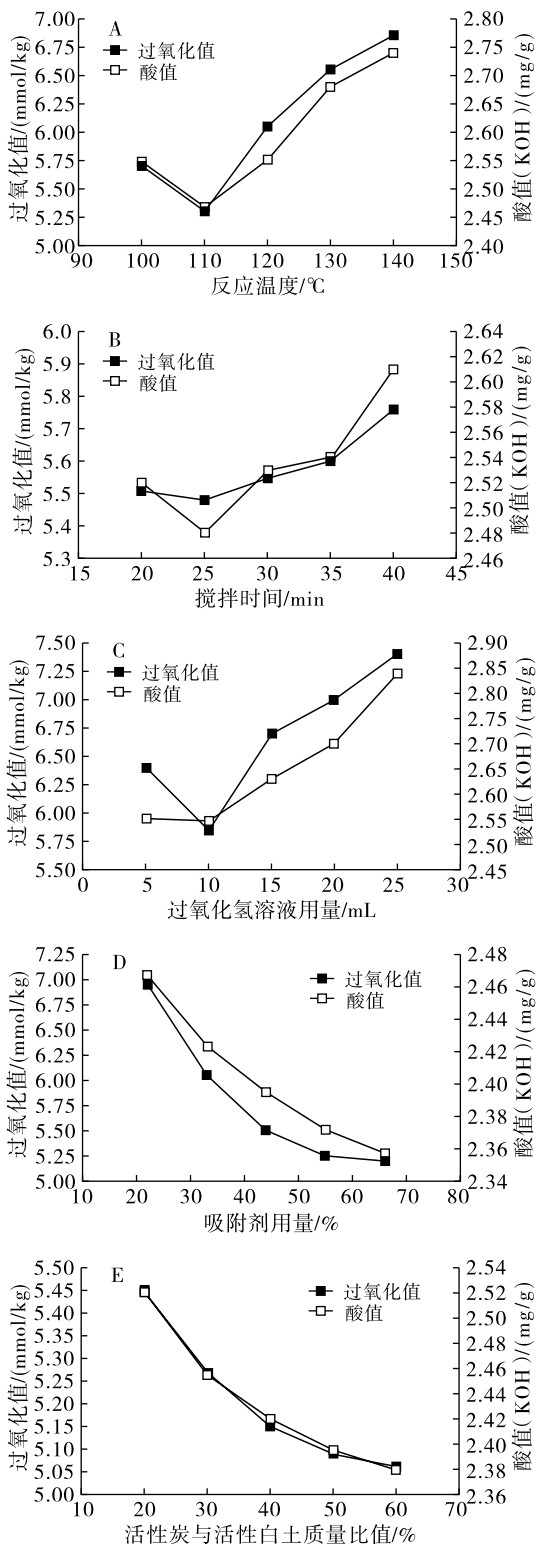 A
过氧化值
酸值
7.00
6.75
6.50
6.25
6.00
5.75
5.50
5.25
5.00
过氧化值/(mmol/kg)
2.80
2.75
2.70
2.65
2.60
2.55
2.50
2.45
2.40
酸值(KOH)/(mg/g)
90 100 110 120 130 140 150
反应温度/℃
B
过氧化值
酸值
6.0
5.9
5.8
5.7
5.6
5.5
5.4
5.3
过氧化值/(mmol/kg)
2.64
2.62
2.60
2.58
2.56
2.54
2.52
2.50
2.48
2.46
酸值(KOH)/(mg/g)
15 20 25 30 35 40 45
搅拌时间/min
C
过氧化值
酸值
7.50
7.25
7.00
6.75
6.50
6.25
6.00
5.75
5.50
过氧化值/(mmol/kg)
2.90
2.85
2.80
2.75
2.70
2.65
2.60
2.55
2.50
2.45
酸值(KOH)/(mg/g)
0 5 10 15 20 25 30
过氧化氢溶液用量/mL
D
过氧化值
酸值
7.25
7.00
6.75
6.50
6.25
6.00
5.75
5.50
5.25
5.00
过氧化值/(mmol/kg)
2.48
2.46
2.44
2.42
2.40
2.38
2.36
2.34
酸值(KOH)/(mg/g)
10 20 30 40 50 60 70 80
吸附剂用量/%
E
过氧化值
酸值
5.50
5.45
5.40
5.35
5.30
5.25
5.20
5.15
5.10
5.05
5.00
过氧化值/(mmol/kg)
2.54
2.52
2.50
2.48
2.46
2.44
2.42
2.40
2.38
2.36
酸值(KOH)/(mg/g)
10 20 30 40 50 60 70
活性炭与活性白土质量比值/%